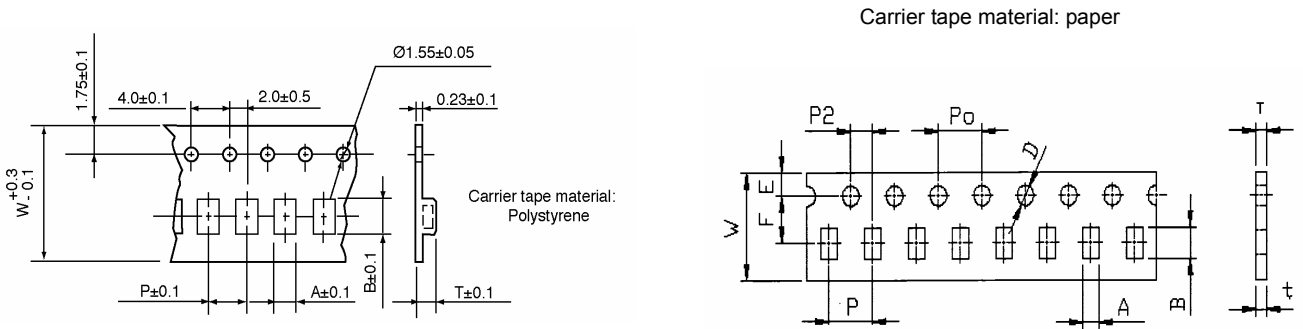 Carrier tape material: paper
Ø1.55±0.05
1.75±0.1
4.0±0.1
2.0±0.5
0.23±0.1
W +0.3 - 0.1
Carrier tape material:
Polystyrene
B±0.1
P±0.1
A±0.1
T±0.1
P2
Po
D
T
E
F
W
B
P
A
t